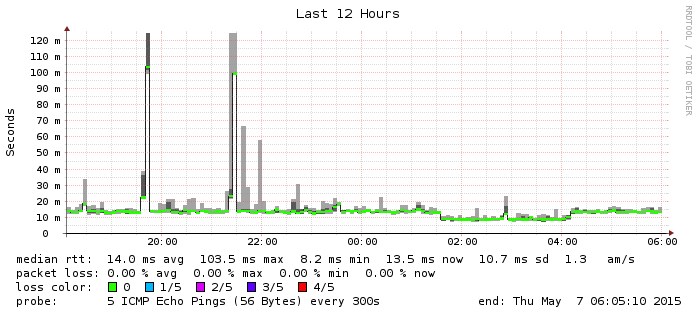 Last 12 Hours
RRDTOOL / TOBI OETIKER
Seconds
120 m
110 m
100 m
90 m
80 m
70 m
60 m
50 m
40 m
30 m
20 m
10 m
0
20:00 22:00 00:00 02:00 04:00 06:00
median rtt: 14.0 ms avg 103.5 ms max 8.2 ms min 13.5 ms now 10.7 ms sd 1.3 am/s
packet loss: 0.00 % avg 0.00 % max 0.00 % min 0.00 % now
loss color: 0 1/5 2/5 3/5 4/5
probe: 5 ICMP Echo Pings (56 Bytes) every 300s end: Thu May 7 06:05:10 2015